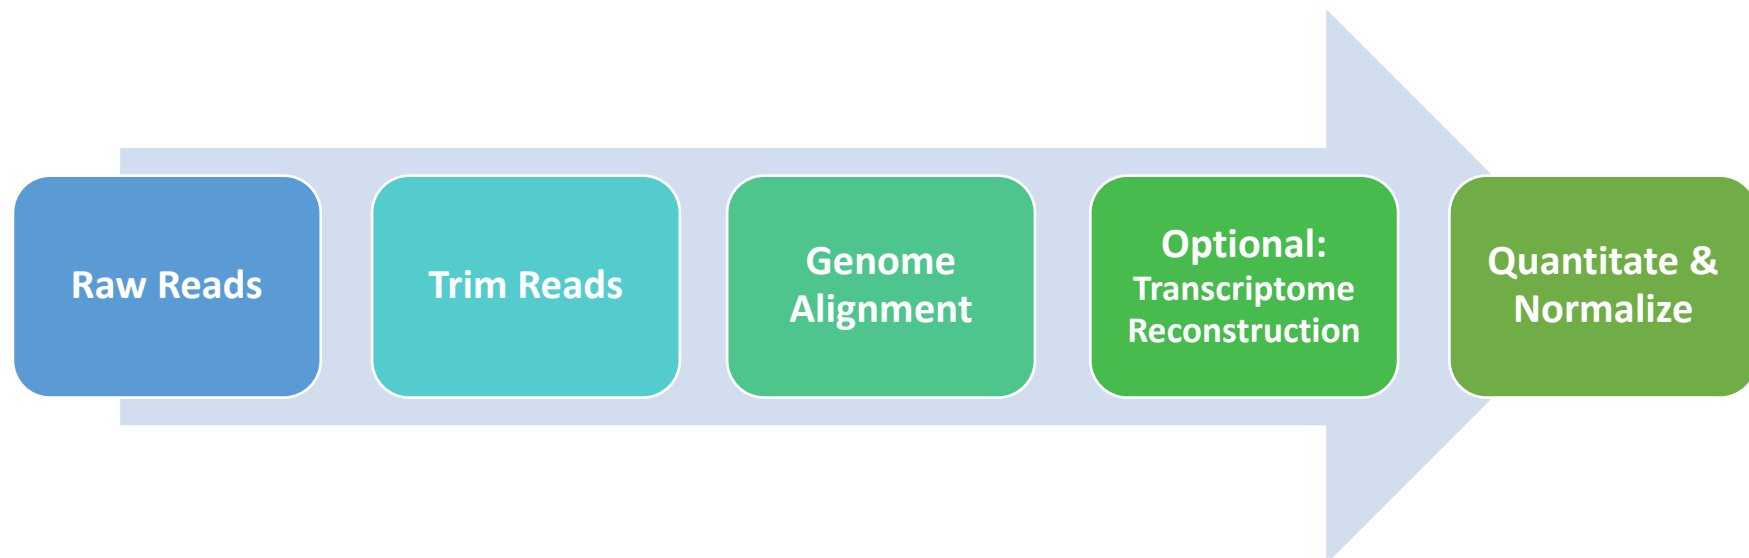 Raw Reads
Trim Reads
Genome
Alignment
Optional:
Transcriptome
Reconstruction
Quantitate &
Normalize